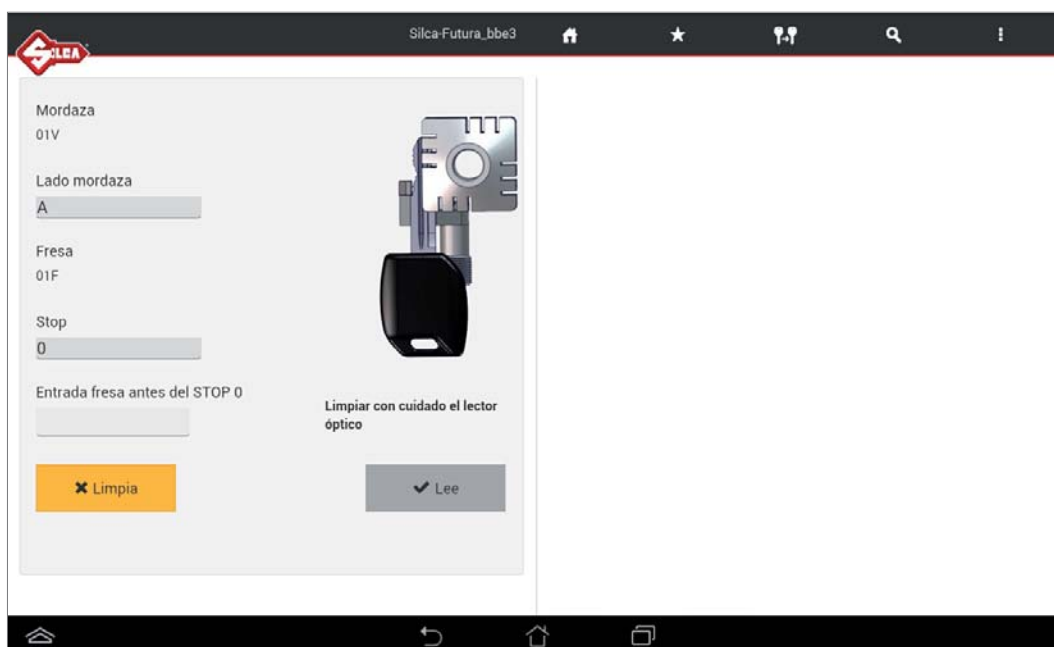 SILCA
Silca-Futura_bbe3
Mordaza
01V
Lado mordaza
A
Fresa
01F
Stop
0
Entrada fresa antes del STOP 0
Limpiar con cuidado el lector
óptico
Limpia
Lee